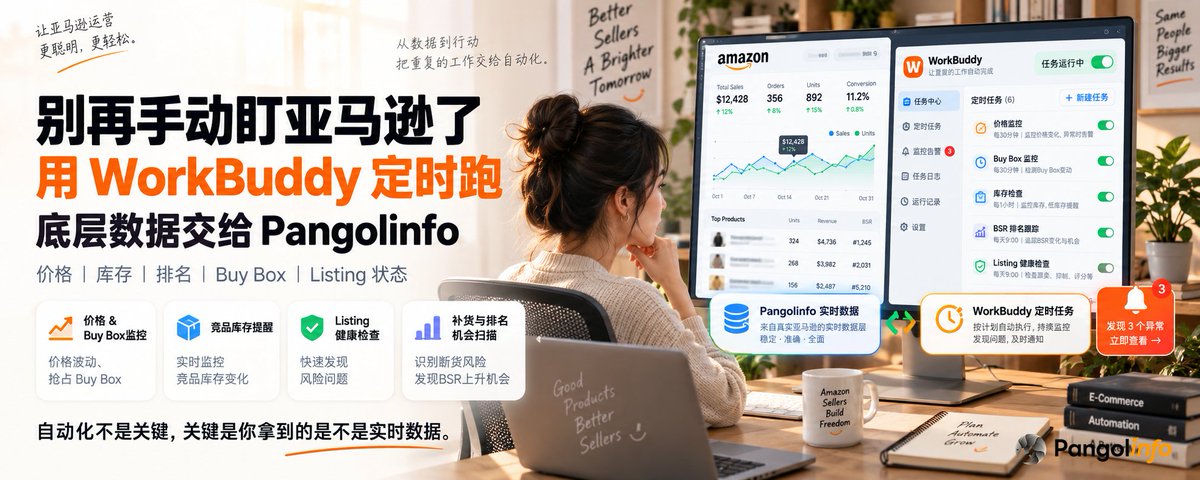 让亚马逊运营
更聪明，更轻松。
从数据到行动
把重复的工作交给自动化。
别再手动盯亚马逊了
用 WorkBuddy 定时跑
底层数据交给 Pangolinfo
价格 | 库存 | 排名 | Buy Box | Listing 状态
价格 &
Buy Box监控
价格波动、
抢占 Buy Box
竞品库存提醒
实时监控
竞品库存变化
Listing
健康检查
快速发现
风险问题
补货与排名
机会扫描
识别断货风险
发现BSR上升机会
自动化不是关键，关键是你拿到的是不是实时数据。
Better
Sellers
A Brighter
Tomorrow
Same
People
Bigger
Results
amazon
Total Sales
$12,428
↑ 12%
Orders
356
↑ 8%
Units
892
↑ 15%
Conversion
11.2%
↑ 0.8%
Sales
Units
$12,428
↑ 12%
Oct 1
Oct 7
Oct 14
Oct 21
Oct 31
Top Products
Units
Revenue
BSR
324
$4,736
#1,245
268
$3,982
#2,031
156
$2,487
#5,210
W
WorkBuddy
让重复的工作自动完成
任务运行中
任务中心
定时任务
监控告警
3
任务日志
运行记录
设置
定时任务 (6)
+ 新建任务
价格监控
每30分钟 | 监控价格变化, 异常时告警
Buy Box 监控
每30分钟 | 检测Buy Box变动
库存检查
每1小时 | 监控库存, 低库存提醒
BSR 排名跟踪
每天9:00 | 追踪BSR变化与机会
Listing 健康检查
每天9:00 | 检查跟卖、抑制、评分等
Pangolinfo 实时数据
来自真实亚马逊的实时数据层
稳定 · 准确 · 全面
WorkBuddy 定时任务
按计划自动执行, 持续监控
发现问题, 及时通知
3
发现 3 个异常
立即查看 →
Good
Products
Better
Sellers
Amazon
Sellers
Build
Freedom
Plan
Automate
Grow
E-Commerce
Automation
Pangolinfo